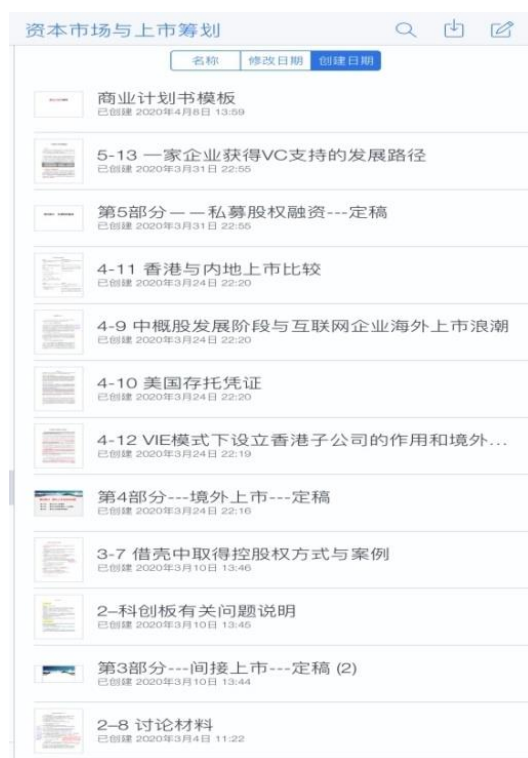 资本市场与上市筹划
名称 修改日期 创建日期
商业计划书模板
已创建 2020年4月8日 13:59
5-13 一家企业获得VC支持的发展路径
已创建 2020年3月31日 22:55
第5部分——私募股权融资---定稿
已创建 2020年3月31日 22:55
4-11 香港与内地上市比较
已创建 2020年3月24日 22:20
4-9 中概股发展阶段与互联网企业海外上市浪潮
已创建 2020年3月24日 22:20
4-10 美国存托凭证
已创建 2020年3月24日 22:20
4-12 VIE模式下设立香港子公司的作用和境外...
已创建 2020年3月24日 22:19
第4部分---境外上市---定稿
已创建 2020年3月24日 22:16
3-7 借壳中取得控股权方式与案例
已创建 2020年3月10日 13:46
2–科创板有关问题说明
已创建 2020年3月10日 13:45
第3部分---间接上市---定稿 (2)
已创建 2020年3月10日 13:44
2–8 讨论材料
已创建 2020年3月4日 11:22